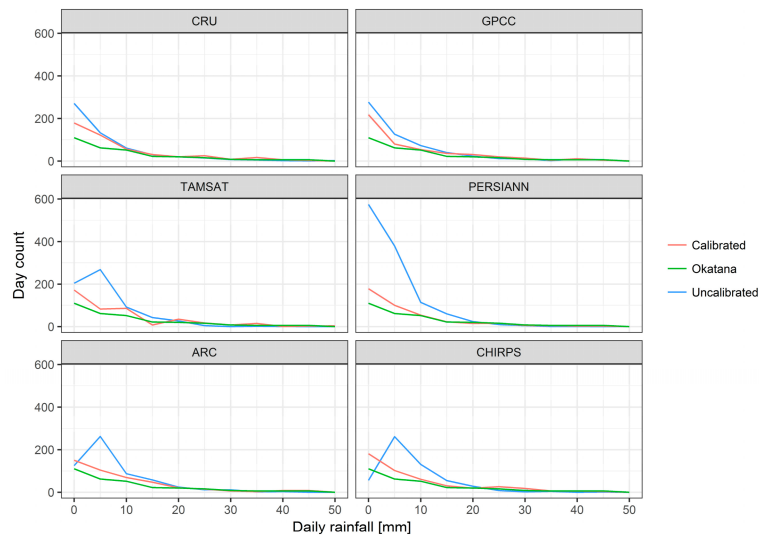 CRU GPCC
600
400
200
0
TAMSAT PERSIANN
600
400
200
0
ARC CHIRPS
600
400
200
0
0 10 20 30 40 50 0 10 20 30 40 50
Daily rainfall [mm]
Day count
Calibrated
Okatana
Uncalibrated